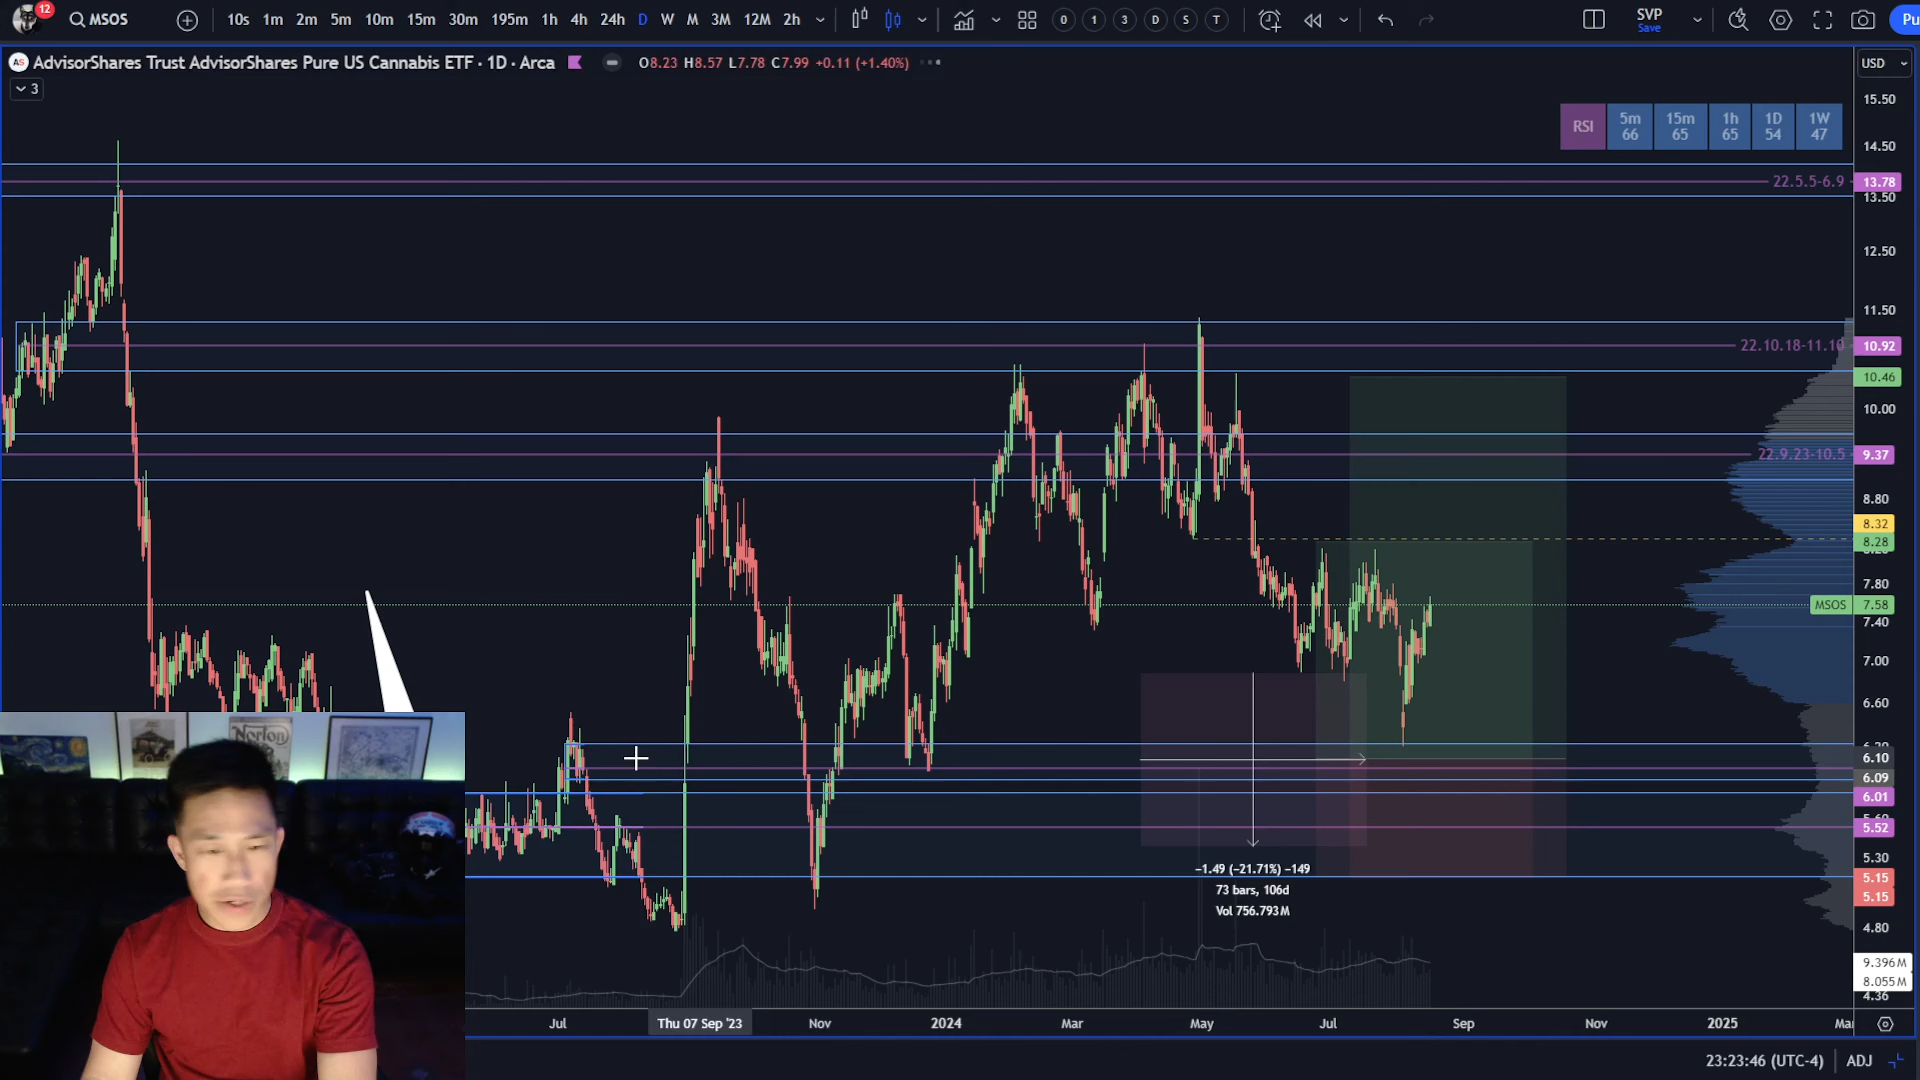 12
MSOS
10s 1m 2m 5m 10m 15m 30m 195m 1h 4h 24h D W M 3M 12M 2h
0 1 3 D S T
SVP
Save
Pu
AS AdvisorShares Trust AdvisorShares Pure US Cannabis ETF · 1D · Arca
O8.23 H8.57 L7.78 C7.99 +0.11 (+1.40%)
USD
3
15.50
RSI
5m 66
15m 65
1h 65
1D 54
1W 47
14.50
22.5.5-6.9 13.78
13.50
12.50
11.50
22.10.18-11.10 10.92
10.46
10.00
22.9.23-10.5 9.37
8.80
8.32
8.28
7.80
MSOS 7.58
7.40
7.00
6.60
6.10
6.09
6.01
5.52
5.30
−1.49 (−21.71%) −149
73 bars, 106d
Vol 756.793M
5.15
5.15
4.80
9.396M
8.055M
4.36
Norton
Jul Thu 07 Sep '23 Nov 2024 Mar May Jul Sep Nov 2025 Mar
23:23:46 (UTC-4) ADJ